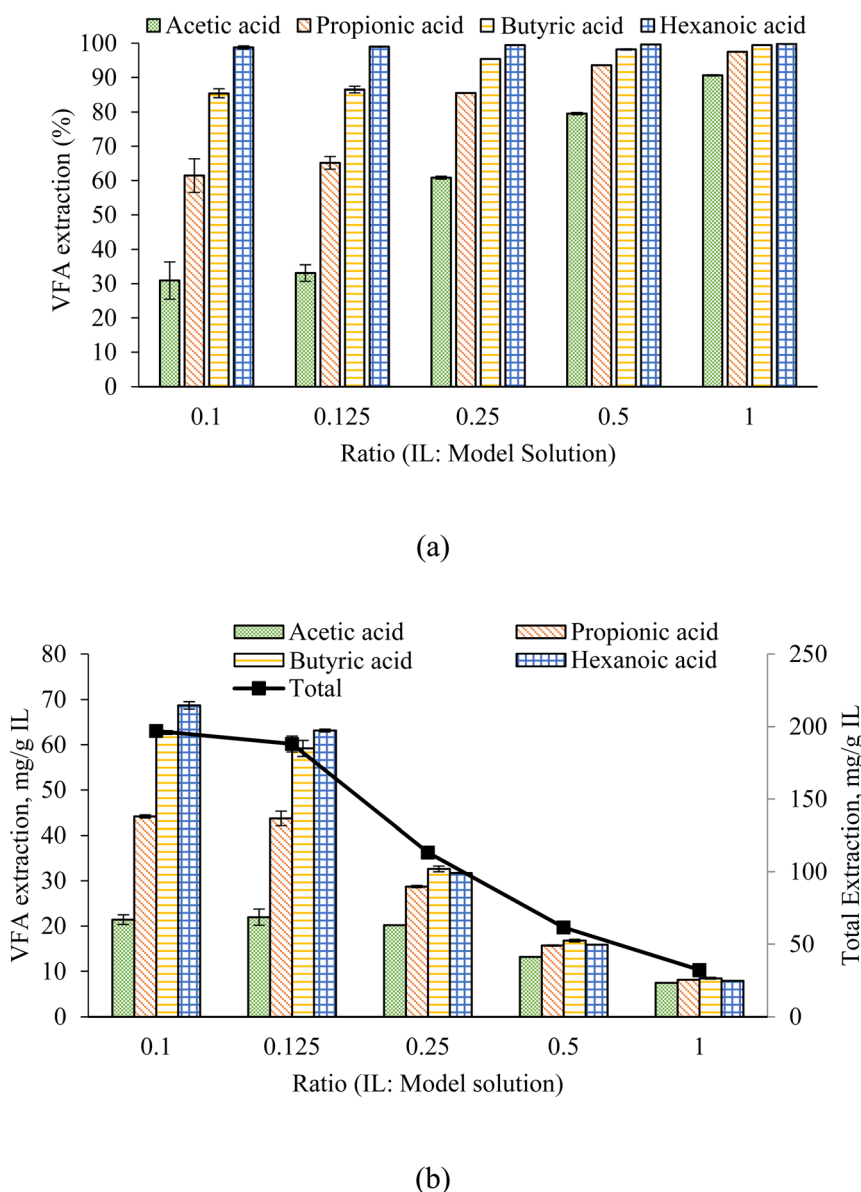 Acetic acid Propionic acid Butyric acid Hexanoic acid
100
90
80
70
60
50
40
30
20
10
0
VFA extraction (%)
0.1 0.125 0.25 0.5 1
Ratio (IL: Model Solution)
(a)
Acetic acid Propionic acid
Butyric acid Hexanoic acid
Total
80
70
60
50
40
30
20
10
0
VFA extraction, mg/g IL
250
200
150
100
50
0
Total Extraction, mg/g IL
0.1 0.125 0.25 0.5 1
Ratio (IL: Model solution)
(b)